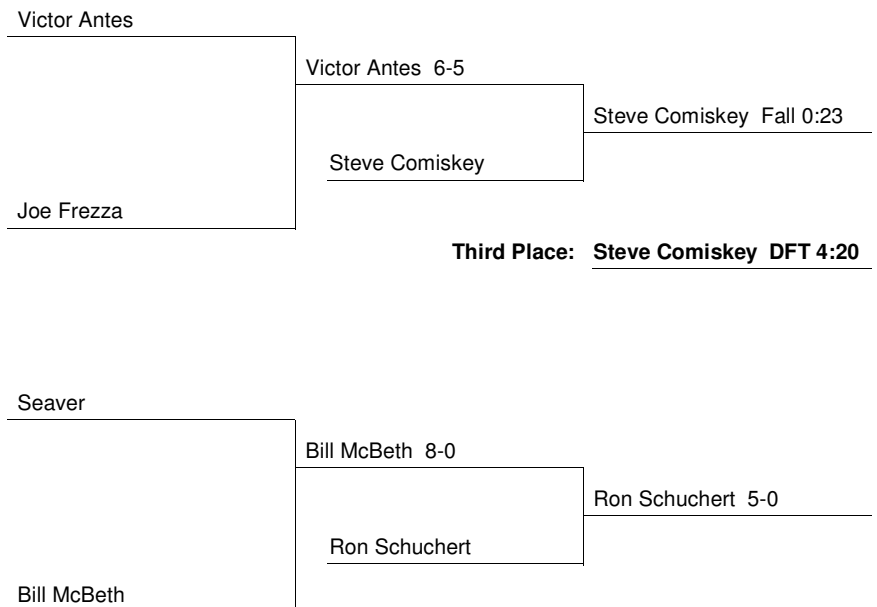 Victor Antes
Victor Antes 6-5
Steve Comiskey Fall 0:23
Steve Comiskey
Joe Frezza
Third Place: Steve Comiskey DFT 4:20
Seaver
Bill McBeth 8-0
Ron Schuchert 5-0
Ron Schuchert
Bill McBeth